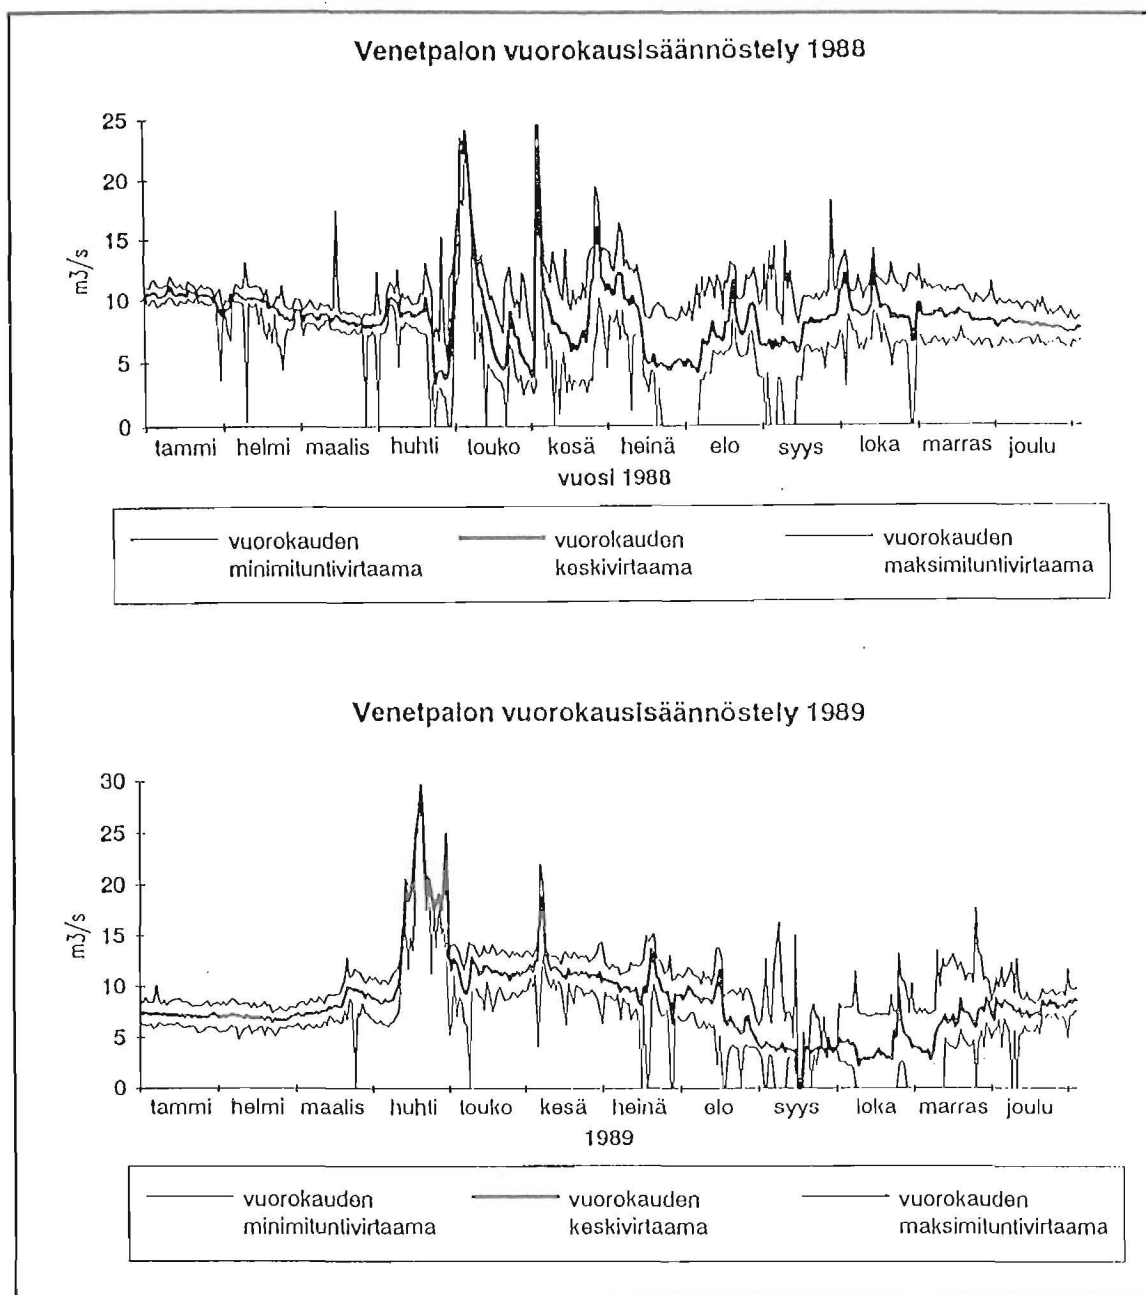 Venetpalon vuorokausisäännöstely 1988
25
20
15
10
5
0
m3/s
tammi helmi maalis huhti touko kesä heinä elo syys loka marras joulu
vuosi 1988
vuorokauden vuorokauden vuorokauden
minimituntivirtaama keskivirtaama maksimituntivirtaama
Venetpalon vuorokausisäännöstely 1989
30
25
20
15
10
5
0
m3/s
tammi helmi maalis huhti touko kesä heinä elo syys loka marras joulu
1989
vuorokauden vuorokauden vuorokauden
minimituntivirtaama keskivirtaama maksimituntivirtaama